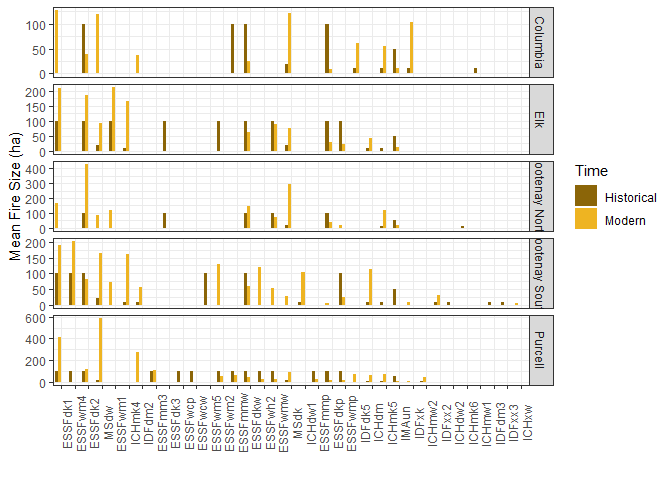 Mean Fire Size (ha)
100
50
0
Columbia
200
150
100
50
0
Elk
400
300
200
100
0
ootenay Nort
200
150
100
50
0
ootenay Sou
600
400
200
0
Purcell
ESSFdk1
ESSFwm4
ESSFdk2
MSdw
ESSFwm1
ICHmk4
IDFdm2
ESSFmm3
ESSFdk3
ESSFwcp
ESSFwcw
ESSFwm5
ESSFwm2
ESSFmmw
ESSFdkw
ESSFwh2
ESSFwmw
MSdk
ICHdw1
ESSFmmp
ESSFdkp
ESSFwmp
IDFdk5
ICHdm
ICHmk5
IMAun
IDFxk
ICHmw2
IDFxx2
ICHdw2
ICHmk6
ICHmw1
IDFdm3
IDFxx3
ICHxw
Time
Historical
Modern